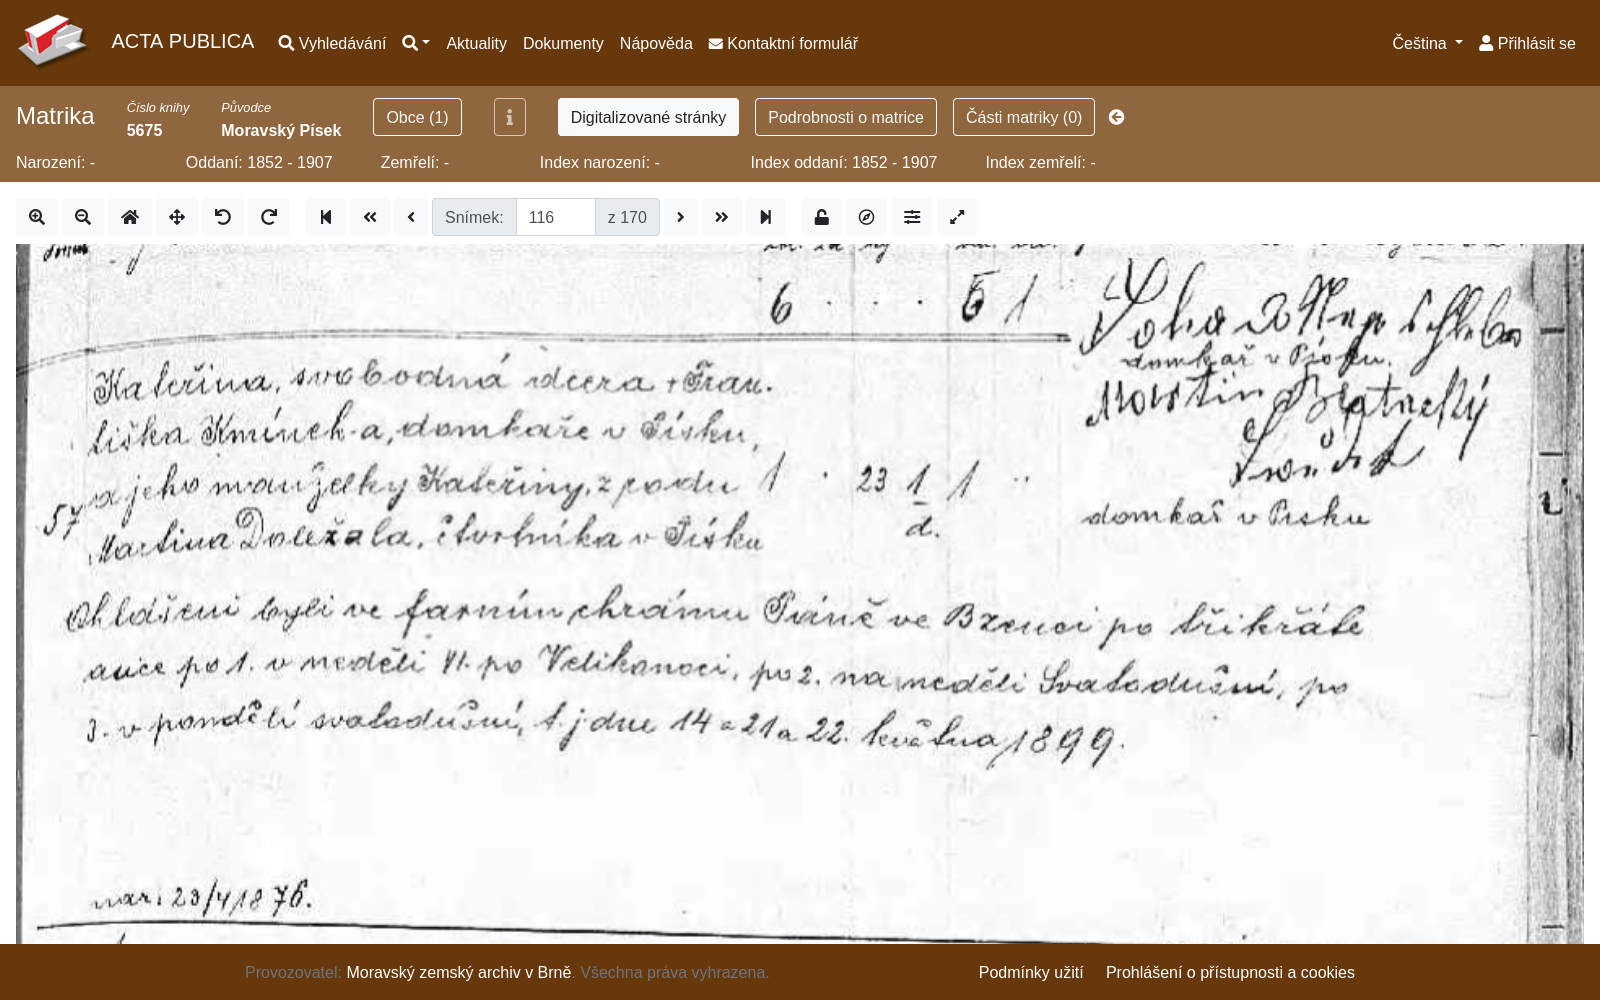 ACTA PUBLICA
Vyhledávání
Aktuality
Dokumenty
Nápověda
Kontaktní formulář
Čeština
Přihlásit se
Matrika
Číslo knihy
5675
Původce
Moravský Písek
Obce (1)
Digitalizované stránky
Podrobnosti o matrice
Části matriky (0)
Narození: -
Oddaní: 1852 - 1907
Zemřelí: -
Index narození: -
Index oddaní: 1852 - 1907
Index zemřelí: -
Snímek:
116
z 170
6 . . . 6 1
domkař v Písku.
Kateřina, svobodná dcera + Fran.
tiška Kmínek-a, domkaře v Písku,
a jeho manželky Kateřiny, z rodu
1 . 23 1 1
d.
57
Martina Doležala, čtvrtníka v Písku
Martin
domkař v Pisku
Ohlášeni byli ve farním chrámu Páně ve Bzenci po třikráte
a sice po 1. v neděli VI. po Velikonoci, po 2. na neděli Svatodušní, po
3. v pondělí svatodušní, t. j. dne 14 a 21 a 22. května 1899.
nar: 23/4 1876.
Provozovatel: Moravský zemský archiv v Brně. Všechna práva vyhrazena.
Podmínky užití
Prohlášení o přístupnosti a cookies